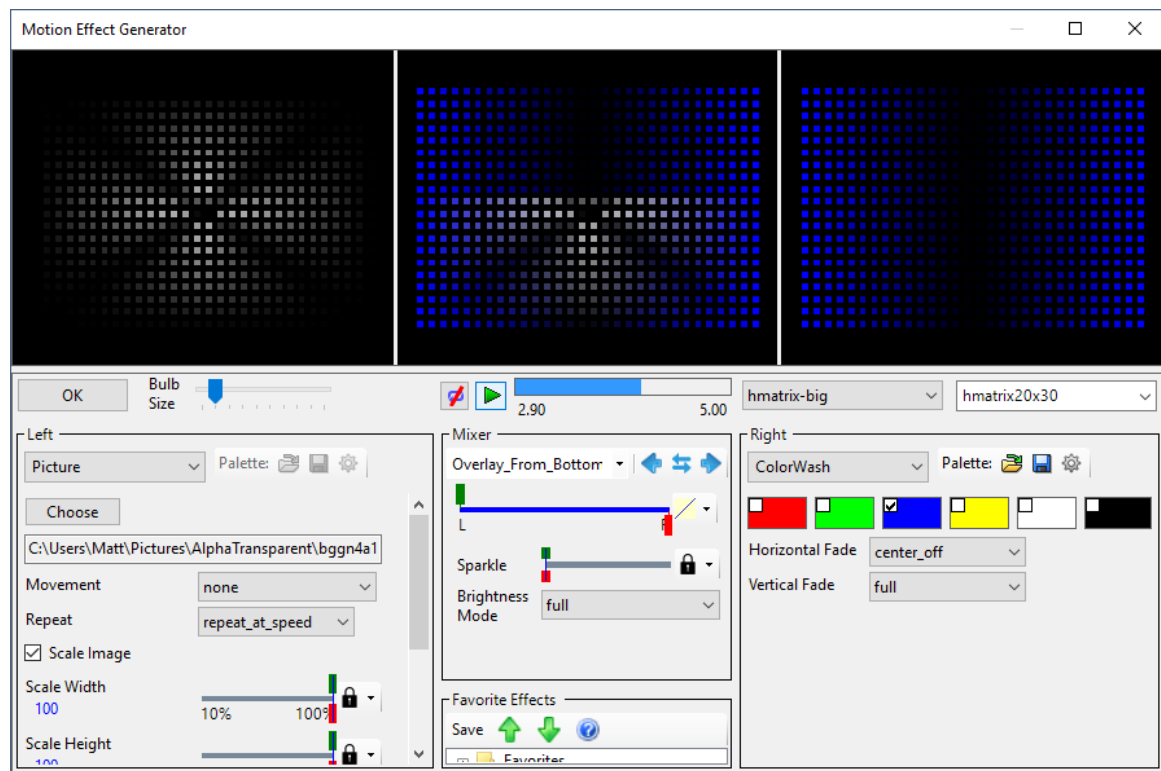 Motion Effect Generator
OK
Bulb
Size
2.90
5.00
hmatrix-big
hmatrix20x30
Left
Picture
Palette:
Choose
C:\Users\Matt\Pictures\AlphaTransparent\bggn4a1
Movement
none
Repeat
repeat_at_speed
Scale Image
Scale Width
100
10%
100%
Scale Height
100
Mixer
Overlay_From_Bottom
L
Sparkle
Brightness
Mode
full
Favorite Effects
Save
Favorites
Right
ColorWash
Palette:
Horizontal Fade
center_off
Vertical Fade
full